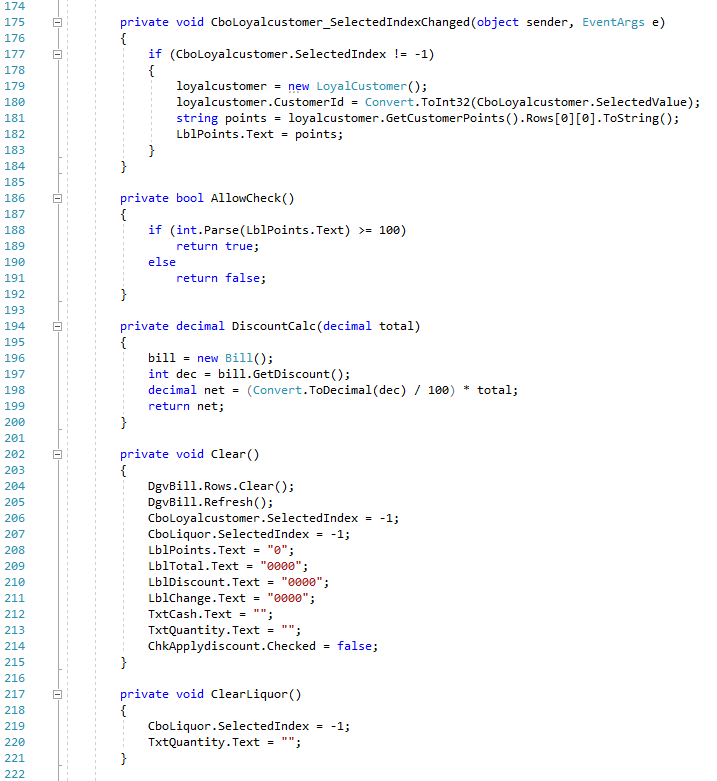 174
175 private void CboLoyalcustomer_SelectedIndexChanged(object sender, EventArgs e)
176 {
177 if (CboLoyalcustomer.SelectedIndex != -1)
178 {
179 loyalcustomer = new LoyalCustomer();
180 loyalcustomer.CustomerId = Convert.ToInt32(CboLoyalcustomer.SelectedValue);
181 string points = loyalcustomer.GetCustomerPoints().Rows[0][0].ToString();
182 LblPoints.Text = points;
183 }
184 }
185
186 private bool AllowCheck()
187 {
188 if (int.Parse(LblPoints.Text) >= 100)
189 return true;
190 else
191 return false;
192 }
193
194 private decimal DiscountCalc(decimal total)
195 {
196 bill = new Bill();
197 int dec = bill.GetDiscount();
198 decimal net = (Convert.ToDecimal(dec) / 100) * total;
199 return net;
200 }
201
202 private void Clear()
203 {
204 DgvBill.Rows.Clear();
205 DgvBill.Refresh();
206 CboLoyalcustomer.SelectedIndex = -1;
207 CboLiquor.SelectedIndex = -1;
208 LblPoints.Text = "0";
209 LblTotal.Text = "0000";
210 LblDiscount.Text = "0000";
211 LblChange.Text = "0000";
212 TxtCash.Text = "";
213 TxtQuantity.Text = "";
214 ChkApplydiscount.Checked = false;
215 }
216
217 private void ClearLiquor()
218 {
219 CboLiquor.SelectedIndex = -1;
220 TxtQuantity.Text = "";
221 }
222